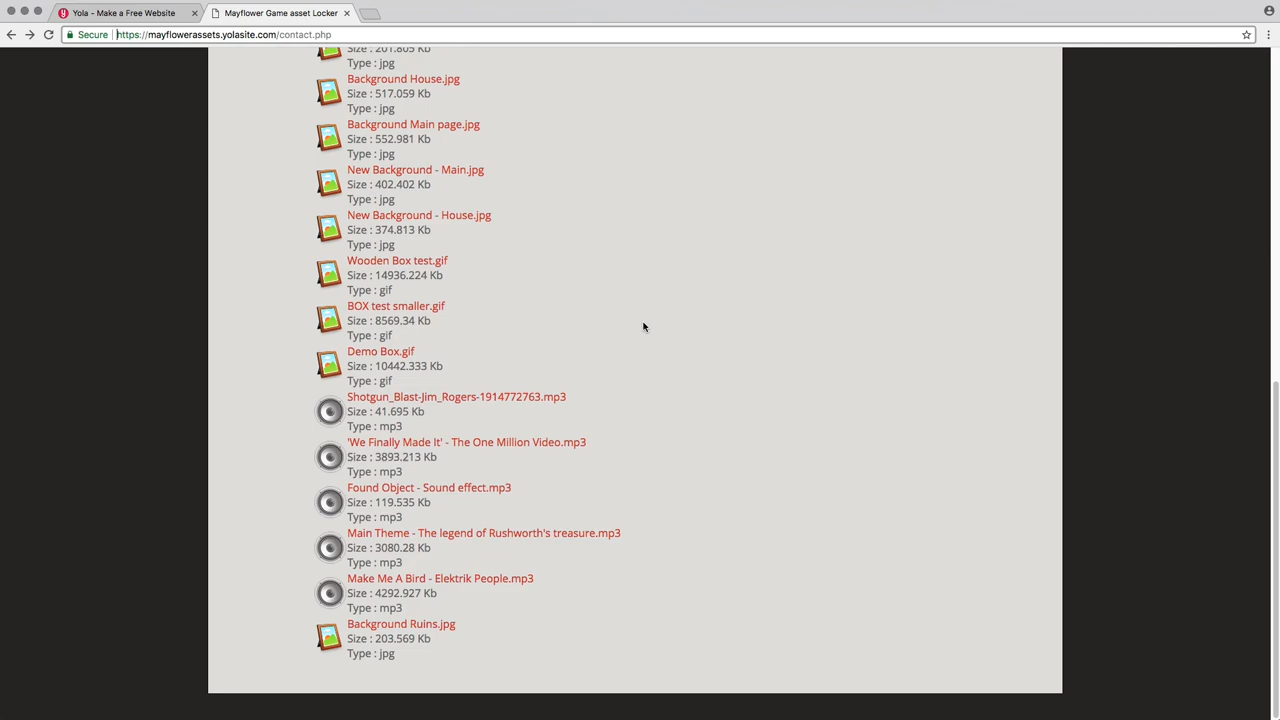 Yola - Make a Free Website
Mayflower Game asset Locker
Secure
https://mayflowerassets.yolasite.com/contact.php
Size : 201.805 Kb
Type : jpg
Background House.jpg
Size : 517.059 Kb
Type : jpg
Background Main page.jpg
Size : 552.981 Kb
Type : jpg
New Background - Main.jpg
Size : 402.402 Kb
Type : jpg
New Background - House.jpg
Size : 374.813 Kb
Type : jpg
Wooden Box test.gif
Size : 14936.224 Kb
Type : gif
BOX test smaller.gif
Size : 8569.34 Kb
Type : gif
Demo Box.gif
Size : 10442.333 Kb
Type : gif
Shotgun_Blast-Jim_Rogers-1914772763.mp3
Size : 41.695 Kb
Type : mp3
'We Finally Made It' - The One Million Video.mp3
Size : 3893.213 Kb
Type : mp3
Found Object - Sound effect.mp3
Size : 119.535 Kb
Type : mp3
Main Theme - The legend of Rushworth's treasure.mp3
Size : 3080.28 Kb
Type : mp3
Make Me A Bird - Elektrik People.mp3
Size : 4292.927 Kb
Type : mp3
Background Ruins.jpg
Size : 203.569 Kb
Type : jpg